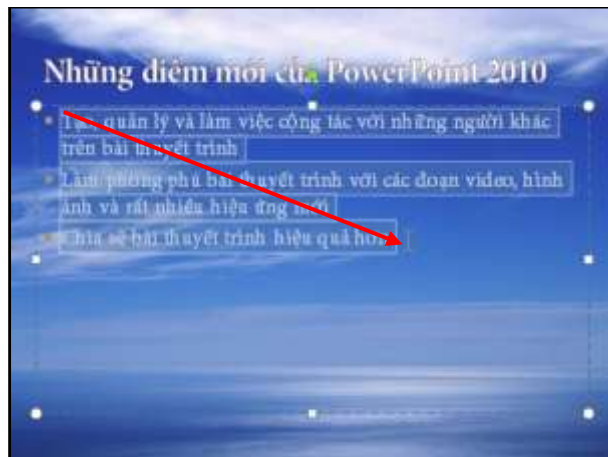 Những điểm mới của PowerPoint 2010
Tạo, quản lý và làm việc cộng tác với những người khác
trên bài thuyết trình
Làm phong phú bài thuyết trình với các đoạn video, hình
ảnh và rất nhiều hiệu ứng mới
Chia sẻ bài thuyết trình hiệu quả hơn